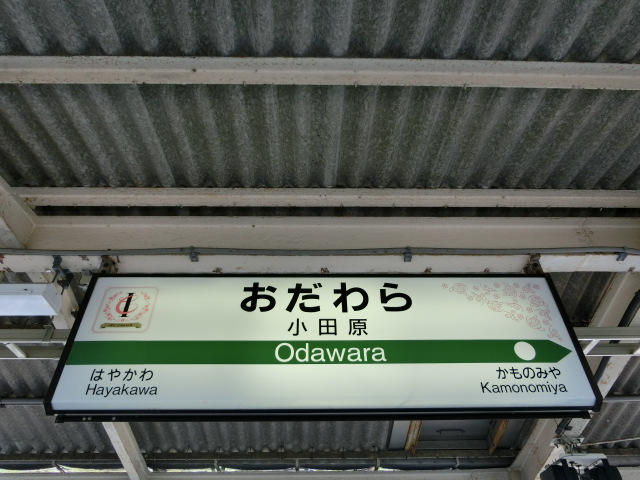 おだわら
小田原
Odawara
はやかわ
Hayakawa
かものみや
Kamonomiya